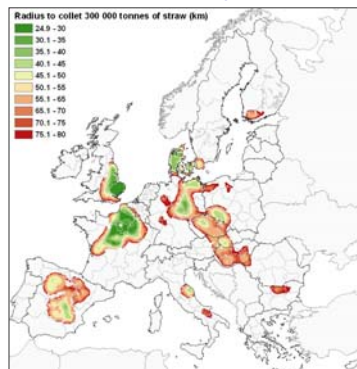 Radius to collet 300 000 tonnes of straw (km)
24.9 - 30
30.1 - 35
35.1 - 40
40.1 - 45
45.1 - 50
50.1 - 55
55.1 - 65
65.1 - 70
70.1 - 75
75.1 - 80